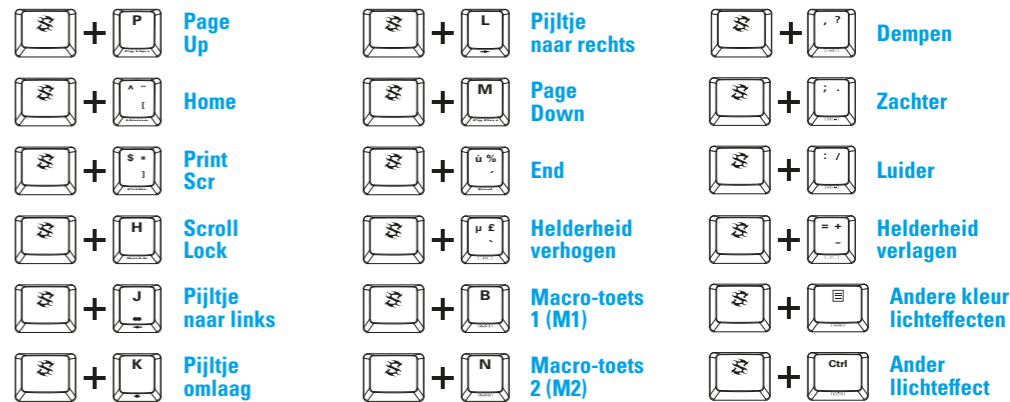 P Page
Up
L Pijltje
naar rechts
, ? Dempen
^ ¨
[ Home
M Page
Down
; . Zachter
$ *
] Print
Scr
ù %
´ End
: / Luider
H Scroll
Lock
µ £
` Helderheid
verhogen
= +
~ Helderheid
verlagen
J Pijltje
naar links
B Macro-toets
1 (M1)
Andere kleur
lichteffecten
K Pijltje
omlaag
N Macro-toets
2 (M2)
Ctrl Ander
llichteffect